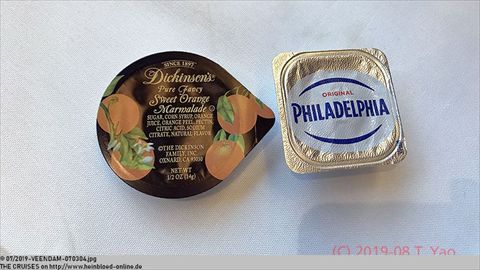 SINCE 1897
Dickinson's
Pure Fancy
Sweet Orange
Marmalade
SUGAR, CORN SYRUP, ORANGE
JUICE, ORANGE PEEL, PECTIN,
CITRIC ACID, SODIUM
CITRATE, NATURAL FLAVOR
©THE DICKINSON
FAMILY, INC.
OXNARD, CA 93030
NET WT
1/2 OZ (14g)
ORIGINAL
PHILADELPHIA
(C) 2019-08 T. Yao
@ 07/2019-VEENDAM-0T0304.jpg
THE CRUISES on http://www.heinbloed-online.de